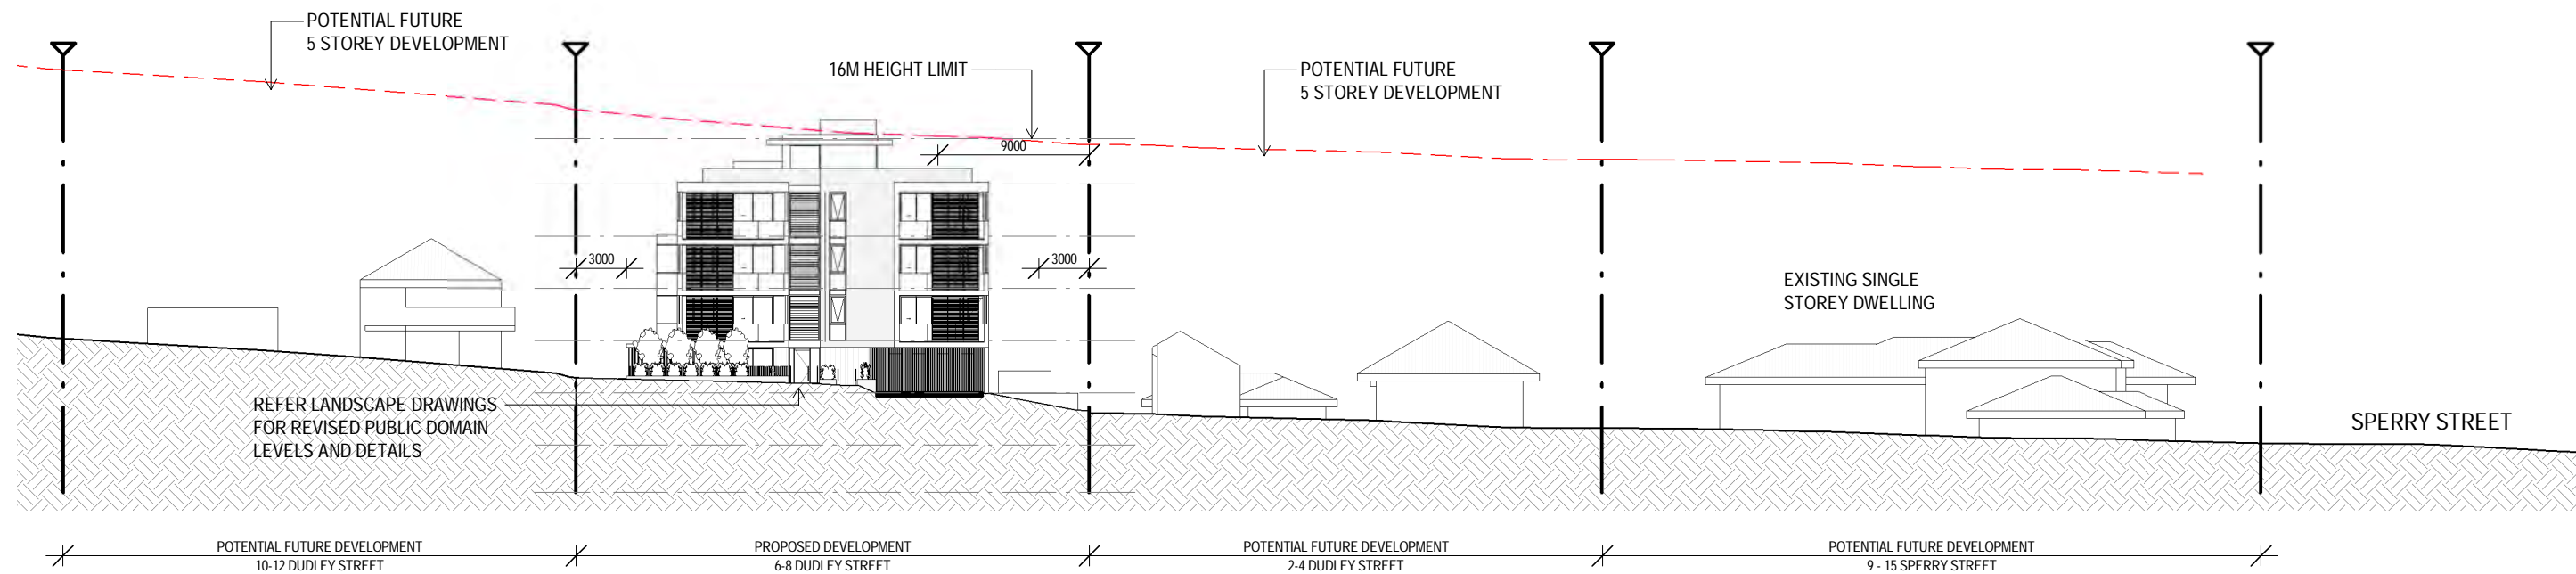 POTENTIAL FUTURE
5 STOREY DEVELOPMENT
16M HEIGHT LIMIT
POTENTIAL FUTURE
5 STOREY DEVELOPMENT
9000
3000
3000
EXISTING SINGLE
STOREY DWELLING
REFER LANDSCAPE DRAWINGS
FOR REVISED PUBLIC DOMAIN
LEVELS AND DETAILS
SPERRY STREET
POTENTIAL FUTURE DEVELOPMENT
10-12 DUDLEY STREET
PROPOSED DEVELOPMENT
6-8 DUDLEY STREET
POTENTIAL FUTURE DEVELOPMENT
2-4 DUDLEY STREET
POTENTIAL FUTURE DEVELOPMENT
9 - 15 SPERRY STREET